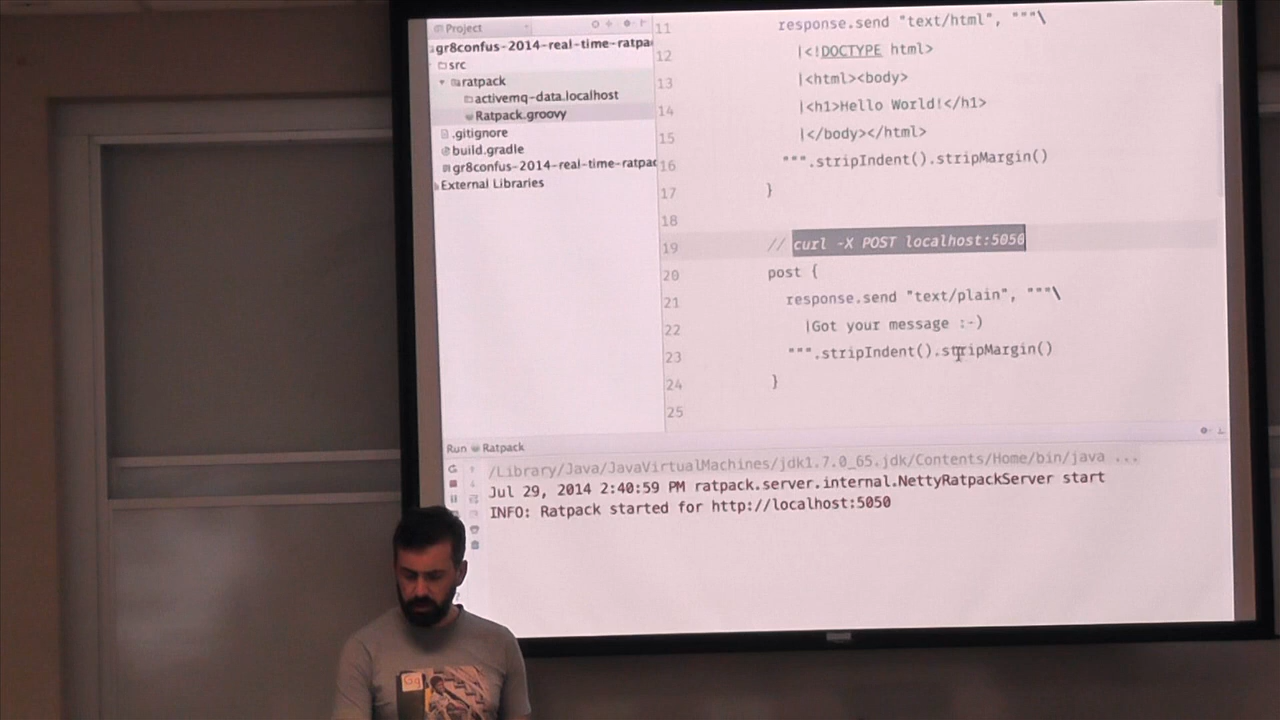 Project
gr8confus-2014-real-time-ratpa
src
ratpack
activemq-data.localhost
Ratpack.groovy
.gitignore
build.gradle
gr8confus-2014-real-time-ratpac
External Libraries
11 response.send "text/html", """\
12 |<!DOCTYPE html>
13 |<html><body>
14 |<h1>Hello World!</h1>
15 |</body></html>
16 """.stripIndent().stripMargin()
17 }
18
19 // curl -X POST localhost:5050
20 post {
21 response.send "text/plain", """\
22 |Got your message :-)
23 """.stripIndent().stripMargin()
24 }
25
Run Ratpack
/Library/Java/JavaVirtualMachines/jdk1.7.0_65.jdk/Contents/Home/bin/java ...
Jul 29, 2014 2:40:59 PM ratpack.server.internal.NettyRatpackServer start
INFO: Ratpack started for http://localhost:5050
Gg